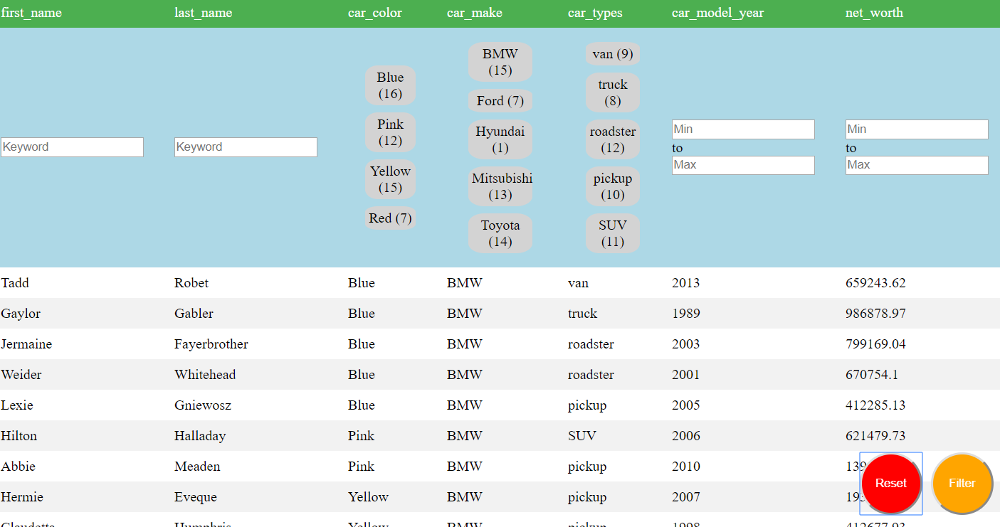 first_name last_name car_color car_make car_types car_model_year net_worth
Keyword
Keyword
Blue
(16)
Pink
(12)
Yellow
(15)
Red (7)
BMW
(15)
Ford (7)
Hyundai
(1)
Mitsubishi
(13)
Toyota
(14)
van (9)
truck
(8)
roadster
(12)
pickup
(10)
SUV
(11)
Min
to
Max
Min
to
Max
Tadd Robet Blue BMW van 2013 659243.62
Gaylor Gabler Blue BMW truck 1989 986878.97
Jermaine Fayerbrother Blue BMW roadster 2003 799169.04
Weider Whitehead Blue BMW roadster 2001 670754.1
Lexie Gniewosz Blue BMW pickup 2005 412285.13
Hilton Halladay Pink BMW SUV 2006 621479.73
Abbie Meaden Pink BMW pickup 2010
Hermie Eveque Yellow BMW pickup 2007
Claudetta Humphris Yellow BMW pickup 1998 412677.93
Reset
Filter